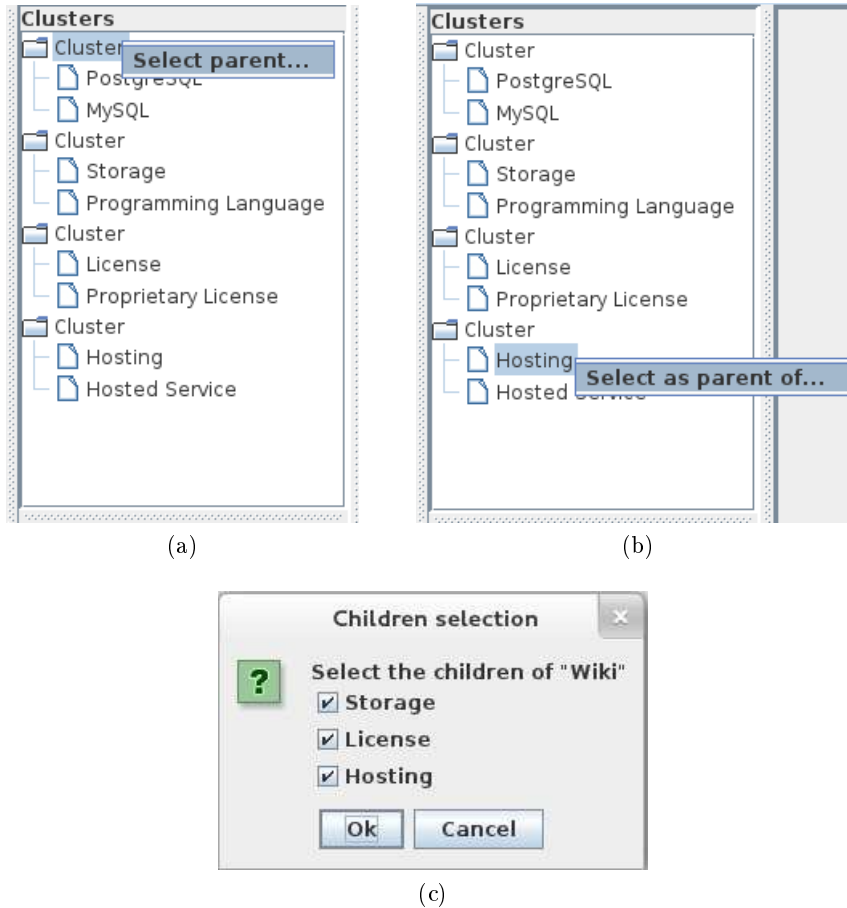 Clusters
Cluster
Select parent...
PostgreSQL
MySQL
Cluster
Storage
Programming Language
Cluster
License
Proprietary License
Cluster
Hosting
Hosted Service
(a)
Clusters
Cluster
PostgreSQL
MySQL
Cluster
Storage
Programming Language
Cluster
License
Proprietary License
Cluster
Hosting
Select as parent of...
Hosted Service
(b)
Children selection
?
Select the children of "Wiki"
Storage
License
Hosting
Ok Cancel
(c)